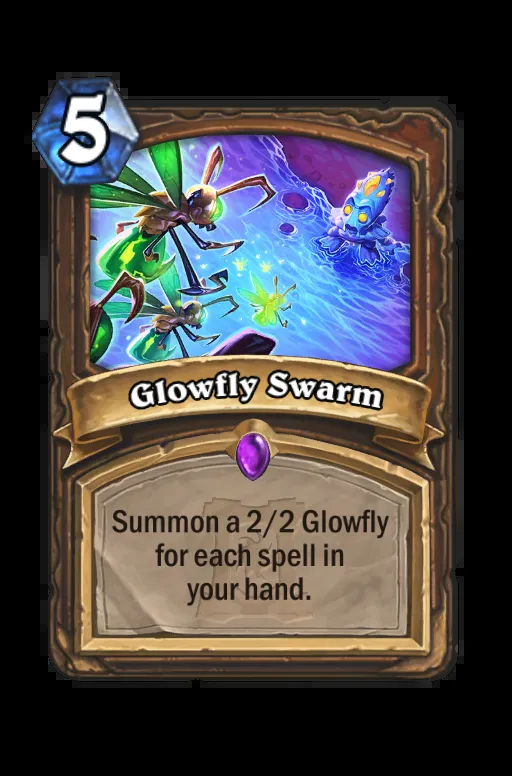 5
Glowfly Swarm
Summon a 2/2 Glowfly
for each spell in
your hand.